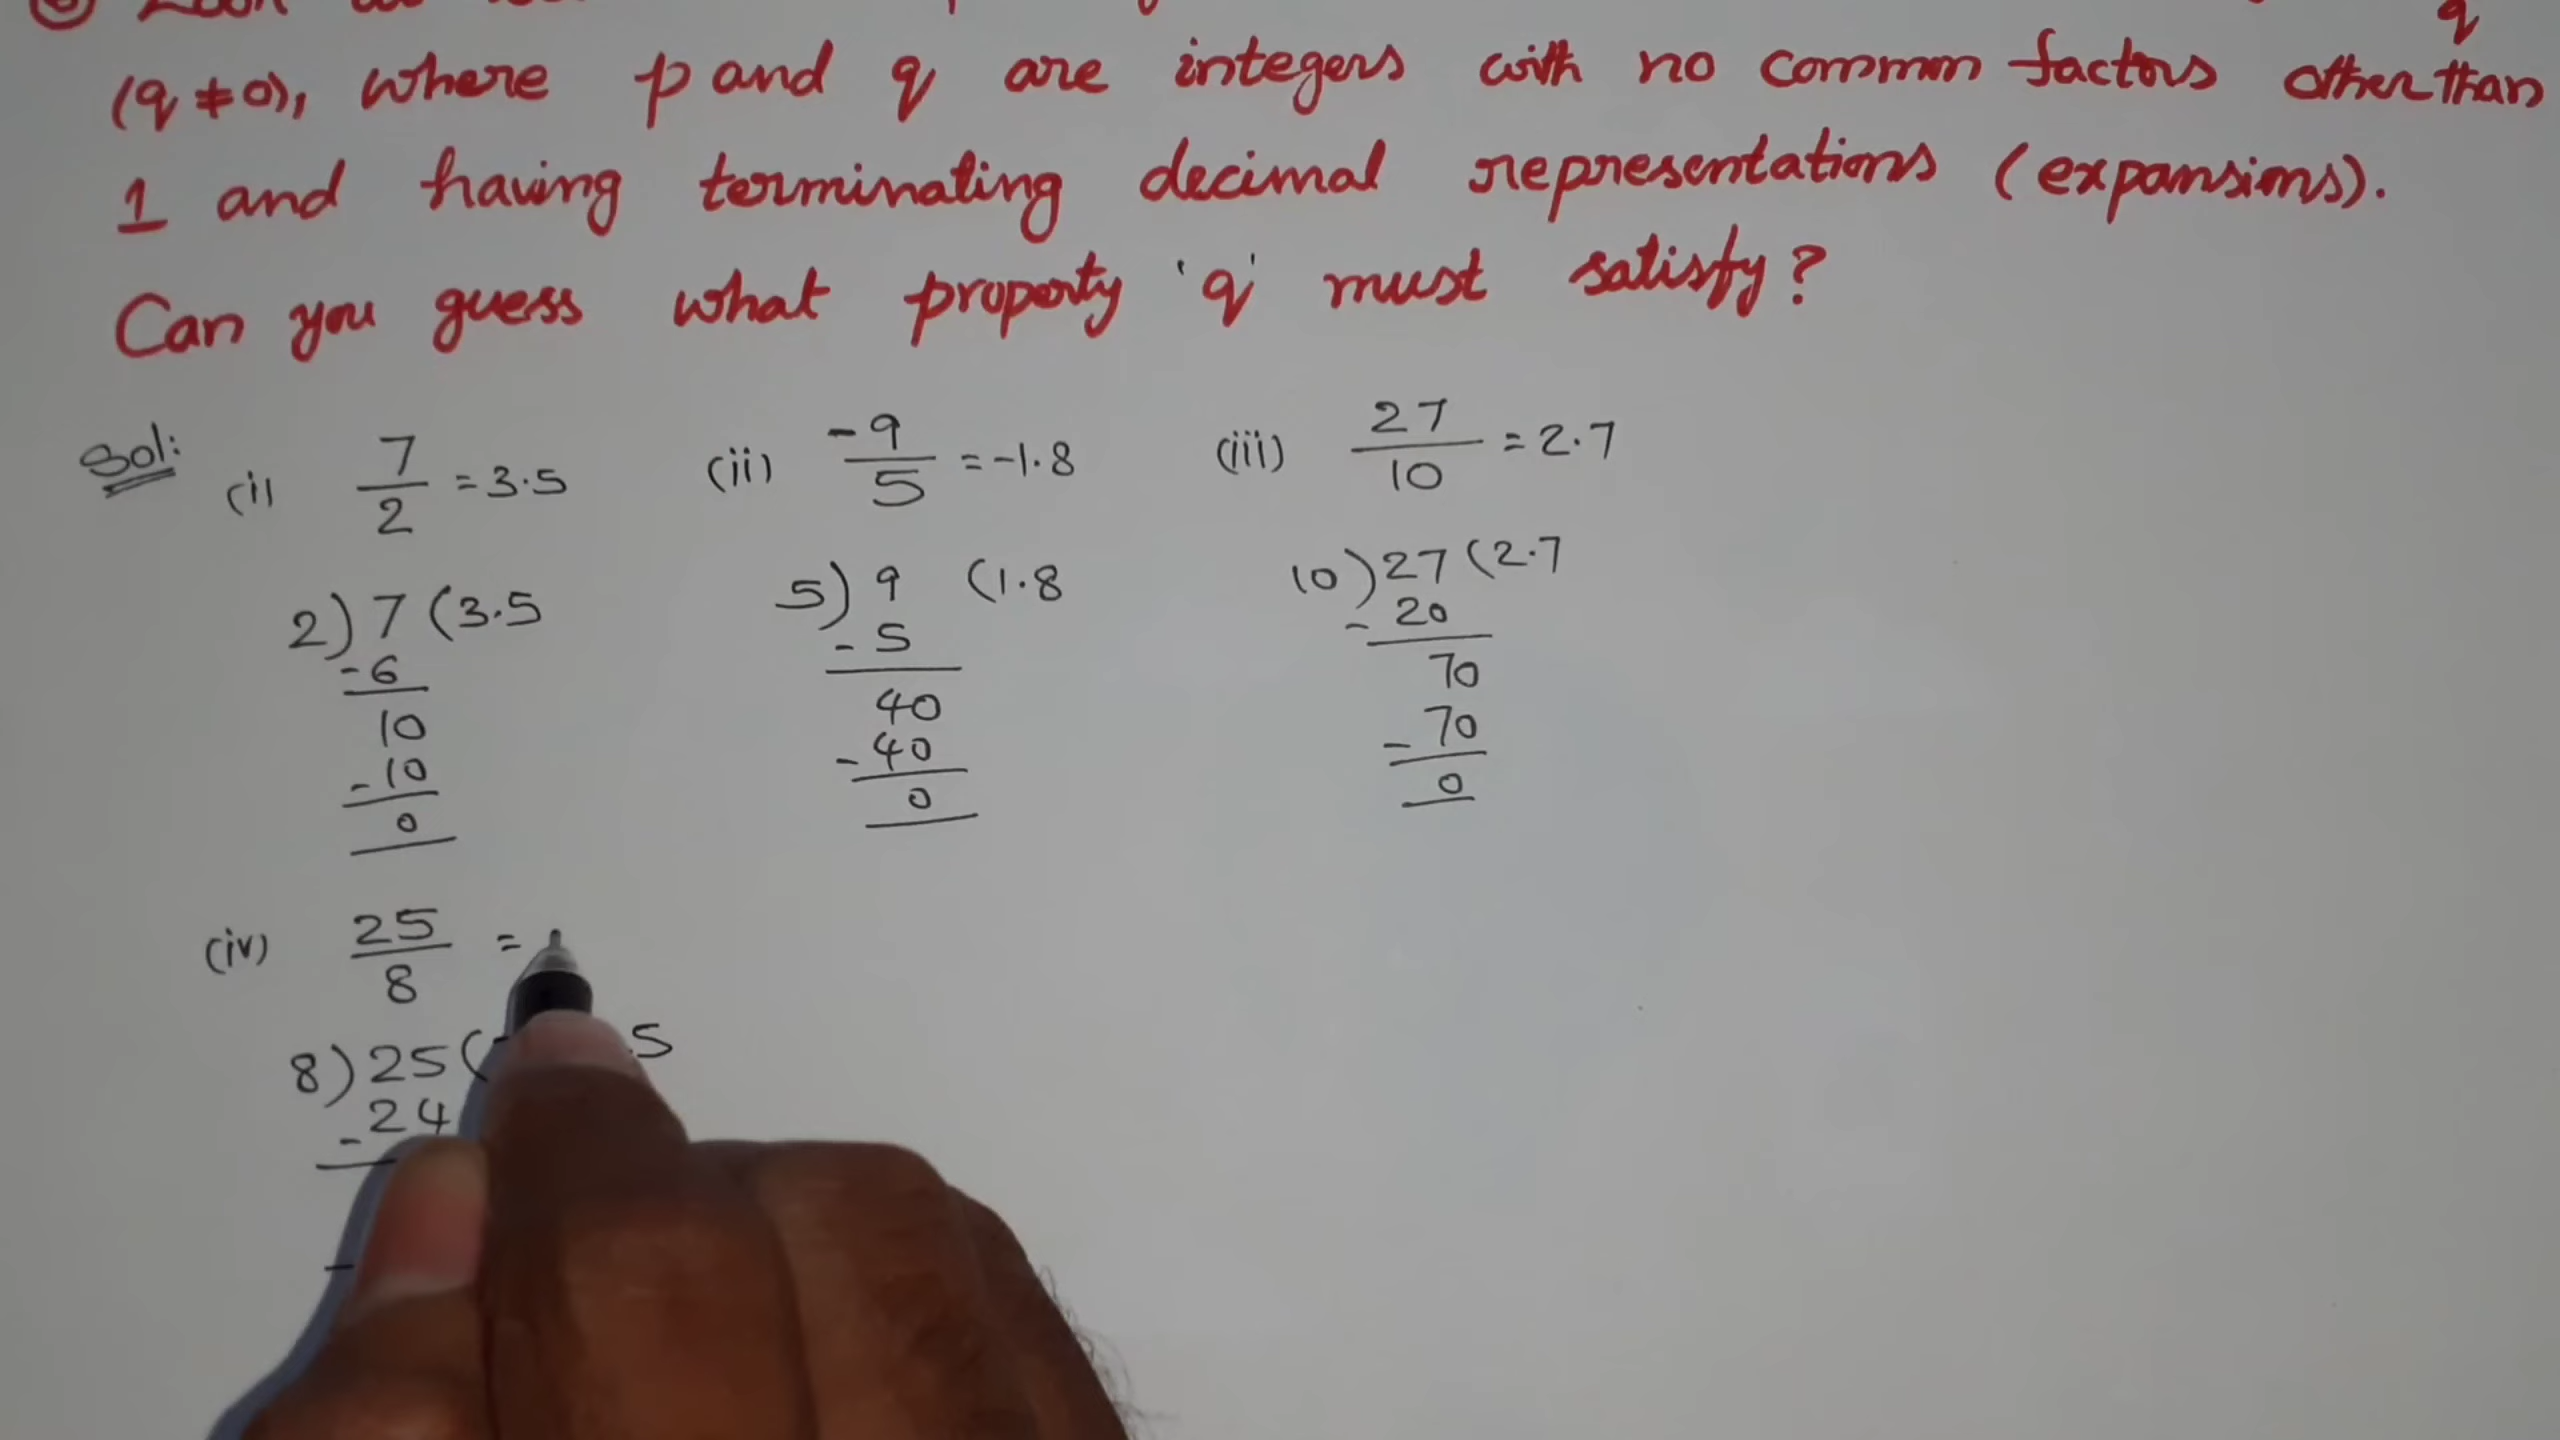 q
(q ≠ 0), where p and q are integers with no common factors other than
1 and having terminating decimal representations (expansions).
Can you guess what property 'q' must satisfy?
Sol:
(i) 7/2 = 3.5
2) 7 (3.5
- 6
10
- 10
0
(ii) -9/5 = -1.8
5) 9 (1.8
- 5
40
- 40
0
(iii) 27/10 = 2.7
10) 27 (2.7
- 20
70
- 70
0
(iv) 25/8 =
8) 25 ( .5
- 24
-